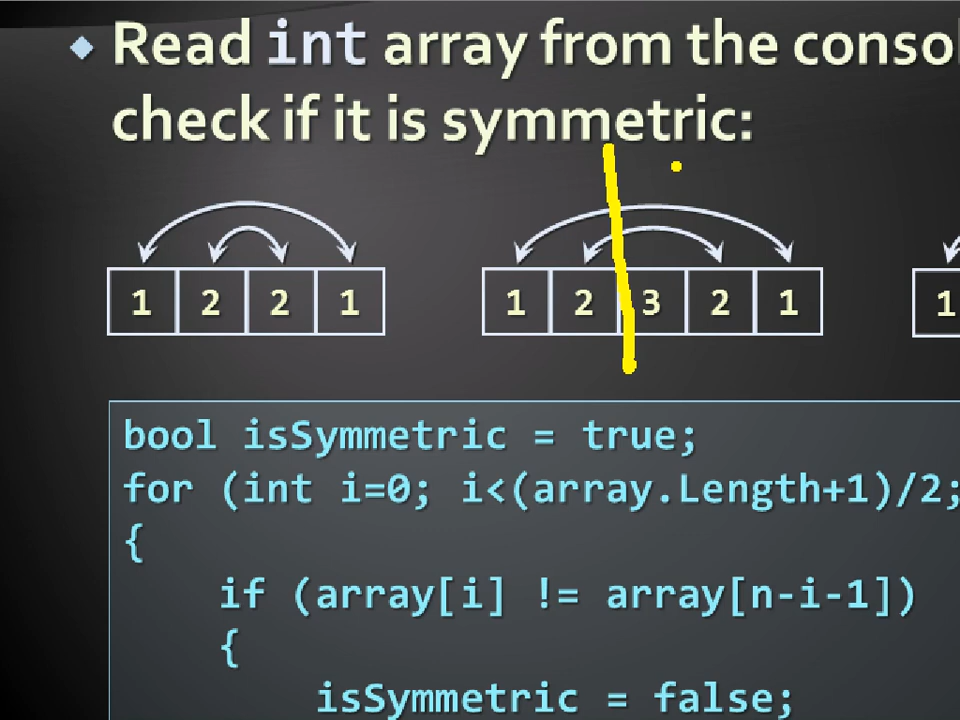 Read int array from the consol
check if it is symmetric:
1 2 2 1 1 2 3 2 1 1
bool isSymmetric = true;
for (int i=0; i<(array.Length+1)/2;
{
if (array[i] != array[n-i-1])
{
isSymmetric = false;